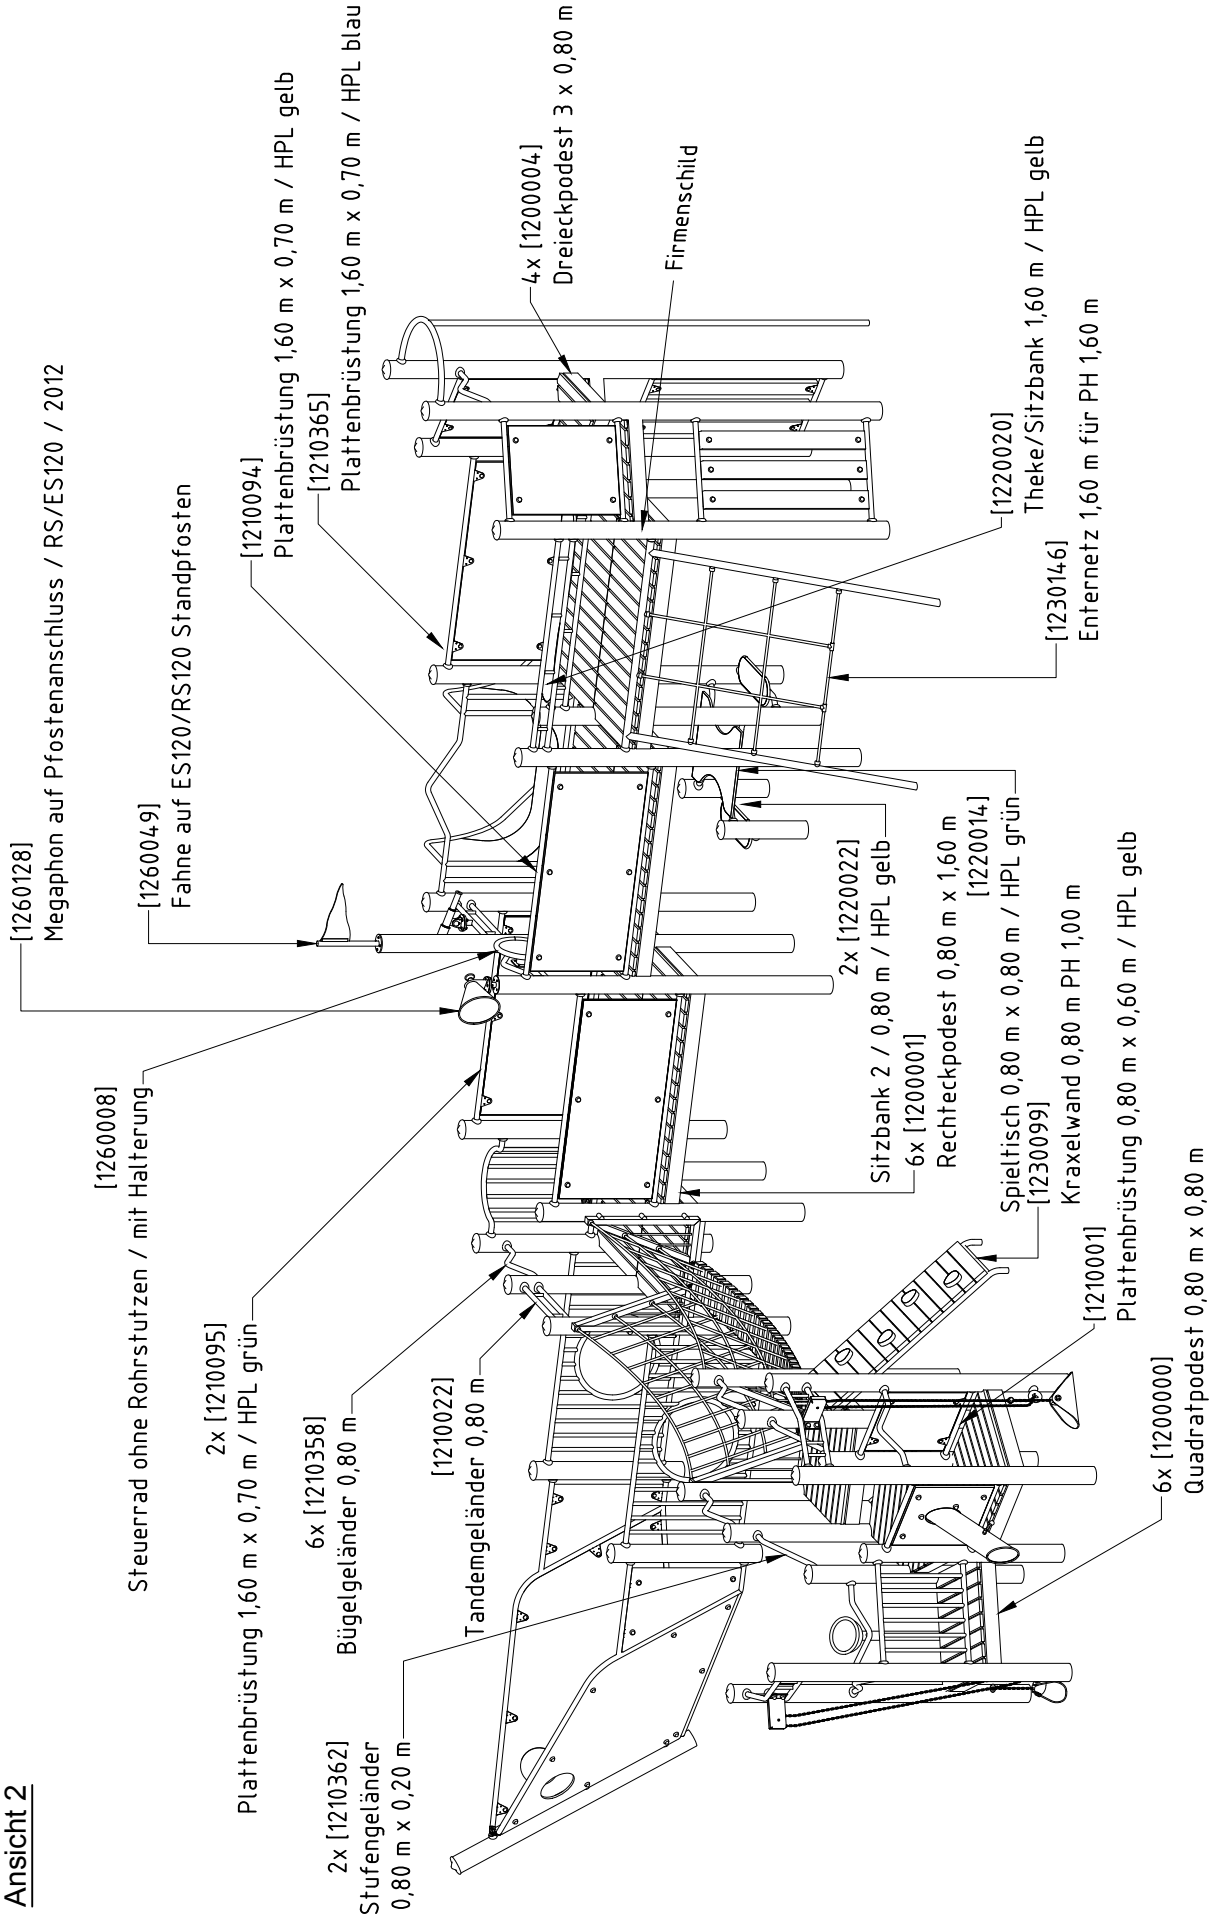 Ansicht 2
[1260128]
Megaphon auf Pfostenanschluss / RS/ES120 / 2012
[1260049]
Fahne auf ES120/RS120 Standpfosten
[1260008]
Steuerrad ohne Rohrstutzen / mit Halterung
2x [1210095]
Plattenbrüstung 1,60 m x 0,70 m / HPL grün
6x [1210358]
Bügelgeländer 0,80 m
[1210022]
Tandemgeländer 0,80 m
2x [1210362]
Stufengeländer
0,80 m x 0,20 m
[1210094]
Plattenbrüstung 1,60 m x 0,70 m / HPL gelb
[1210365]
Plattenbrüstung 1,60 m x 0,70 m / HPL blau
4x [1200004]
Dreieckpodest 3 x 0,80 m
Firmenschild
[1220020]
Theke/Sitzbank 1,60 m / HPL gelb
[1230146]
Enternetz 1,60 m für PH 1,60 m
2x [1220022]
Sitzbank 2 / 0,80 m / HPL gelb
6x [1200001]
Rechteckpodest 0,80 m x 1,60 m
[1220014]
Spieltisch 0,80 m x 0,80 m / HPL grün
[1230099]
Kraxelwand 0,80 m PH 1,00 m
[1210001]
Plattenbrüstung 0,80 m x 0,60 m / HPL gelb
6x [1200000]
Quadratpodest 0,80 m x 0,80 m